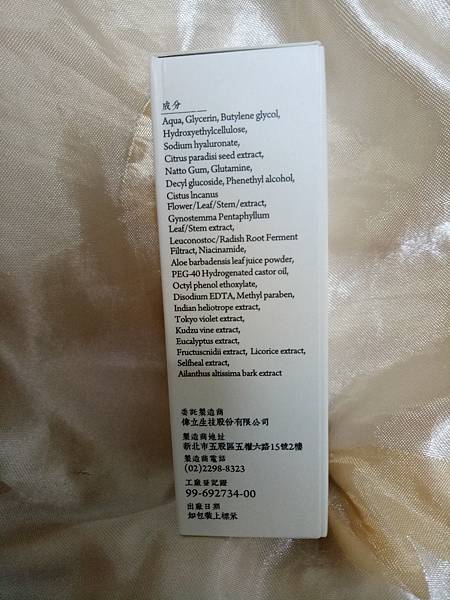 成分
Aqua, Glycerin, Butylene glycol,
Hydroxyethylcellulose,
Sodium hyaluronate,
Citrus paradisi seed extract,
Natto Gum, Glutamine,
Decyl glucoside, Phenethyl alcohol,
Cistus lncanus
Flower/Leaf/Stem/extract,
Gynostemma Pentaphyllum
Leaf/Stem extract,
Leuconostoc/Radish Root Ferment
Filtract, Niacinamide,
Aloe barbadensis leaf juice powder,
PEG-40 Hydrogenated castor oil,
Octyl phenol ethoxylate,
Disodium EDTA, Methyl paraben,
Indian heliotrope extract,
Tokyo violet extract,
Kudzu vine extract,
Eucalyptus extract,
Fructuscnidii extract, Licorice extract,
Selfheal extract,
Ailanthus altissima bark extract
委託製造商
偉立生技股份有限公司
製造商地址
新北市五股區五權六路15號2樓
製造商電話
(02)2298-8323
工廠登記證
99-692734-00
出廠日期
如包裝上標示